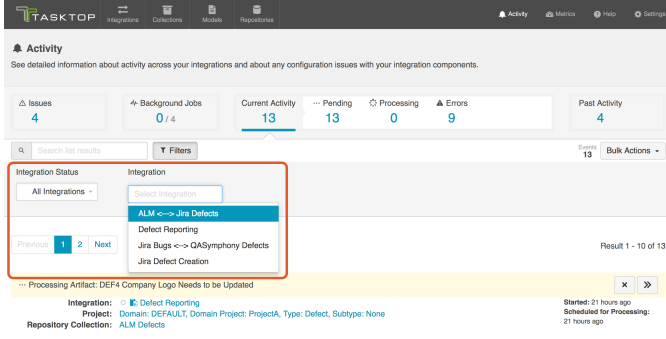 TASKTOP
Integrations
Collections
Models
Repositories
Activity
Metrics
Help
Settings
Activity
See detailed information about activity across your integrations and about any configuration issues with your integration components.
Issues
4
Background Jobs
0 / 4
Current Activity
13
Pending
13
Processing
0
Errors
9
Past Activity
4
Search list results
Filters
Events
13
Bulk Actions
Integration Status
Integration
All Integrations
Select Integration
ALM <--> Jira Defects
Defect Reporting
Jira Bugs <--> QASymphony Defects
Jira Defect Creation
Previous 1 2 Next
Result 1 - 10 of 13
Processing Artifact: DEF4 Company Logo Needs to be Updated
Integration: Defect Reporting
Project: Domain: DEFAULT, Domain Project: ProjectA, Type: Defect, Subtype: None
Repository Collection: ALM Defects
Started: 21 hours ago
Scheduled for Processing:
21 hours ago